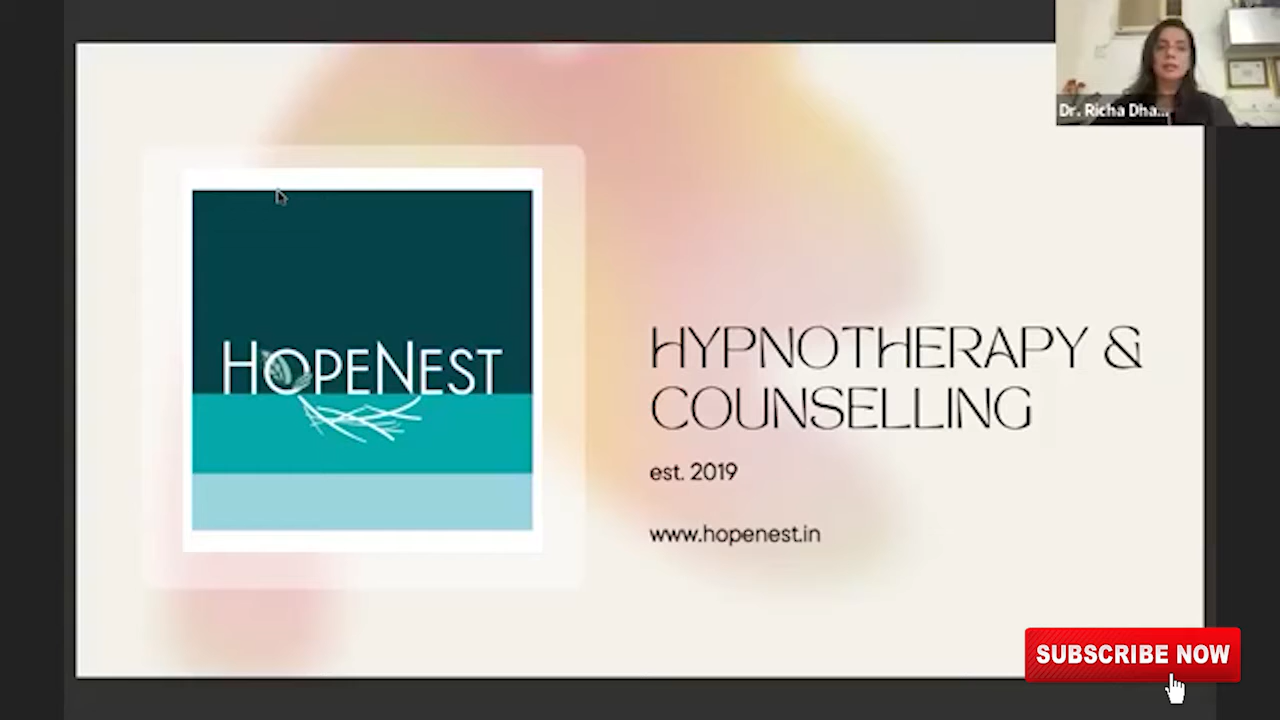 Dr. Richa Dha...
HOPENEST
HYPNOTHERAPY &
COUNSELLING
est. 2019
www.hopenest.in
SUBSCRIBE NOW